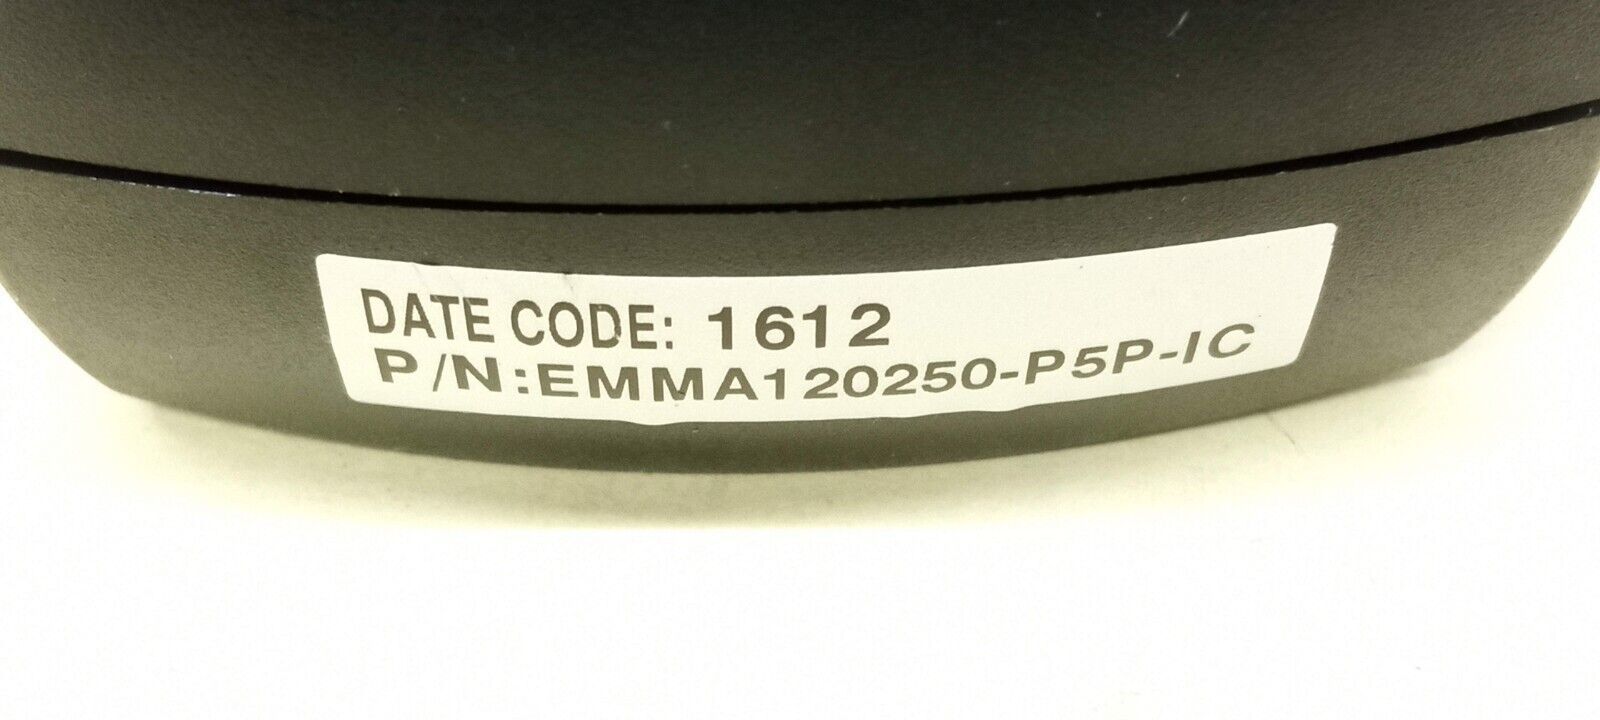 DATE CODE: 1612
P/N:EMMA120250-P5P-IC